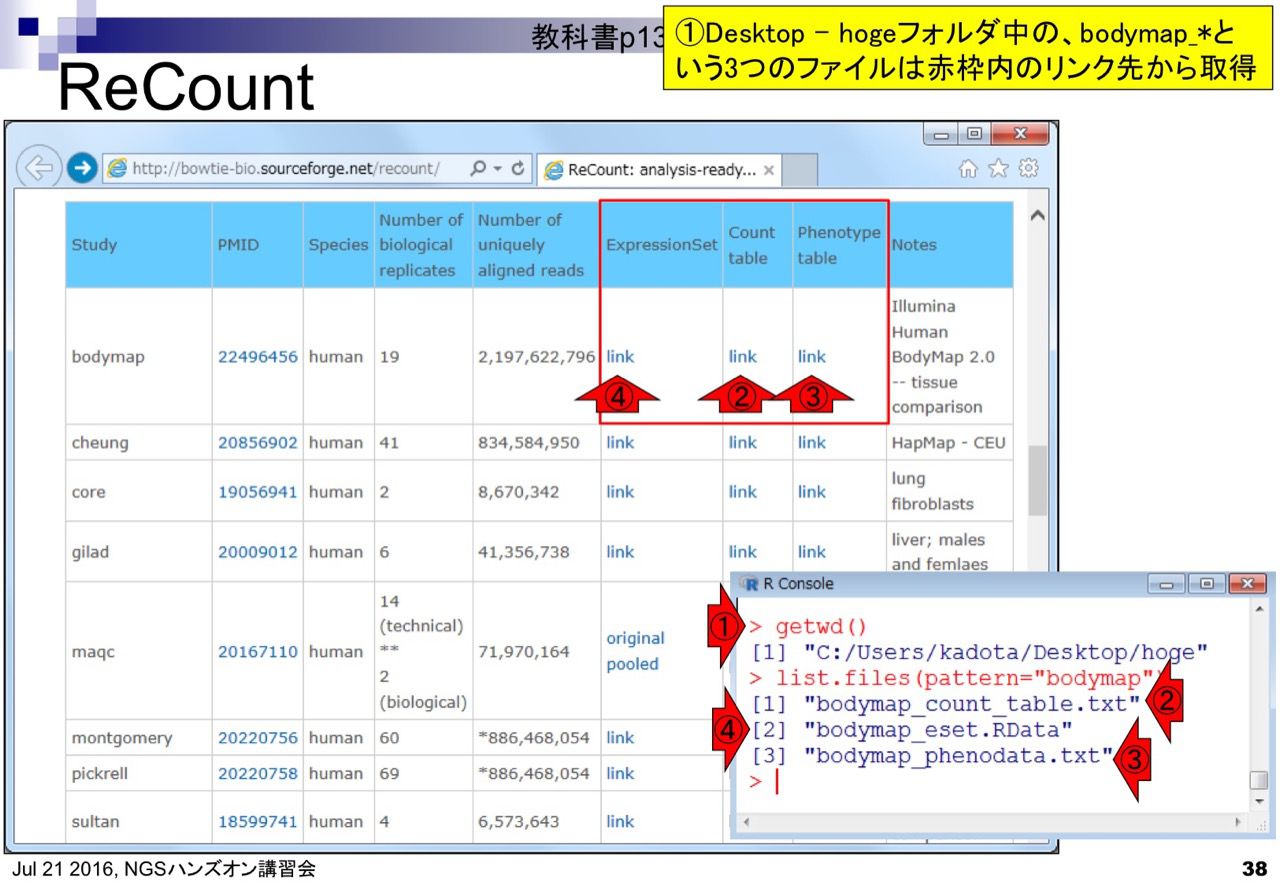 教科書p13
①Desktop – hogeフォルダ中の、bodymap_*と
いう3つのファイルは赤枠内のリンク先から取得
ReCount
http://bowtie-bio.sourceforge.net/recount/
ReCount: analysis-ready...
Study PMID Species Number of biological replicates Number of uniquely aligned reads ExpressionSet Count table Phenotype table Notes
bodymap 22496456 human 19 2,197,622,796 link link link Illumina Human BodyMap 2.0 -- tissue comparison
④ ② ③
cheung 20856902 human 41 834,584,950 link link link HapMap - CEU
core 19056941 human 2 8,670,342 link link link lung fibroblasts
gilad 20009012 human 6 41,356,738 link link link liver; males and femlaes
maqc 20167110 human 14 (technical) ** 2 (biological) 71,970,164 original pooled
montgomery 20220756 human 60 *886,468,054 link
pickrell 20220758 human 69 *886,468,054 link
sultan 18599741 human 4 6,573,643 link
R Console
① > getwd()
[1] "C:/Users/kadota/Desktop/hoge"
> list.files(pattern="bodymap")
[1] "bodymap_count_table.txt" ②
④ [2] "bodymap_eset.RData"
[3] "bodymap_phenodata.txt" ③
>
Jul 21 2016, NGSハンズオン講習会
38